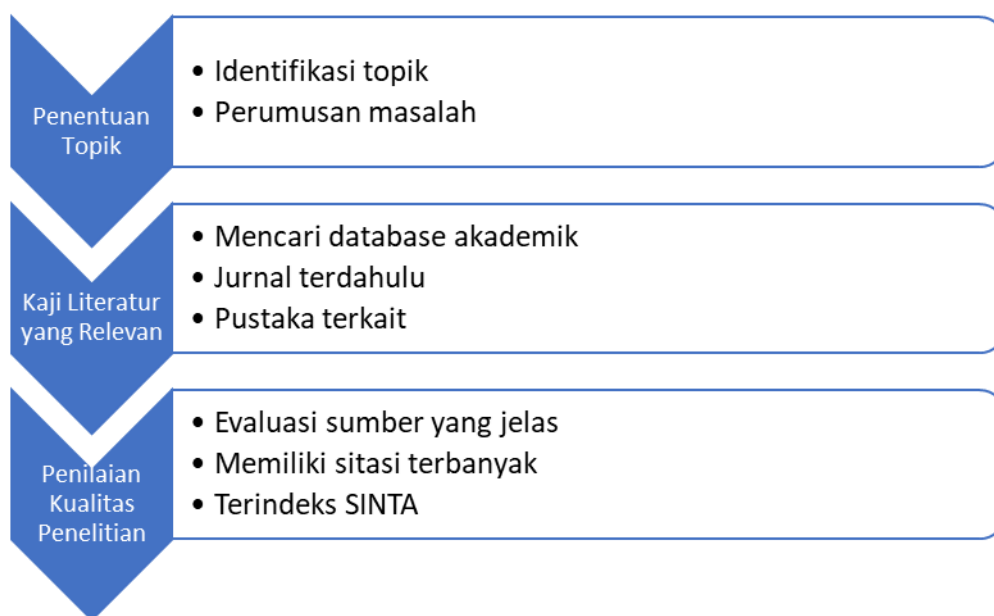 Penentuan
Topik
• Identifikasi topik
• Perumusan masalah
Kaji Literatur
yang Relevan
• Mencari database akademik
• Jurnal terdahulu
• Pustaka terkait
Penilaian
Kualitas
Penelitian
• Evaluasi sumber yang jelas
• Memiliki sitasi terbanyak
• Terindeks SINTA